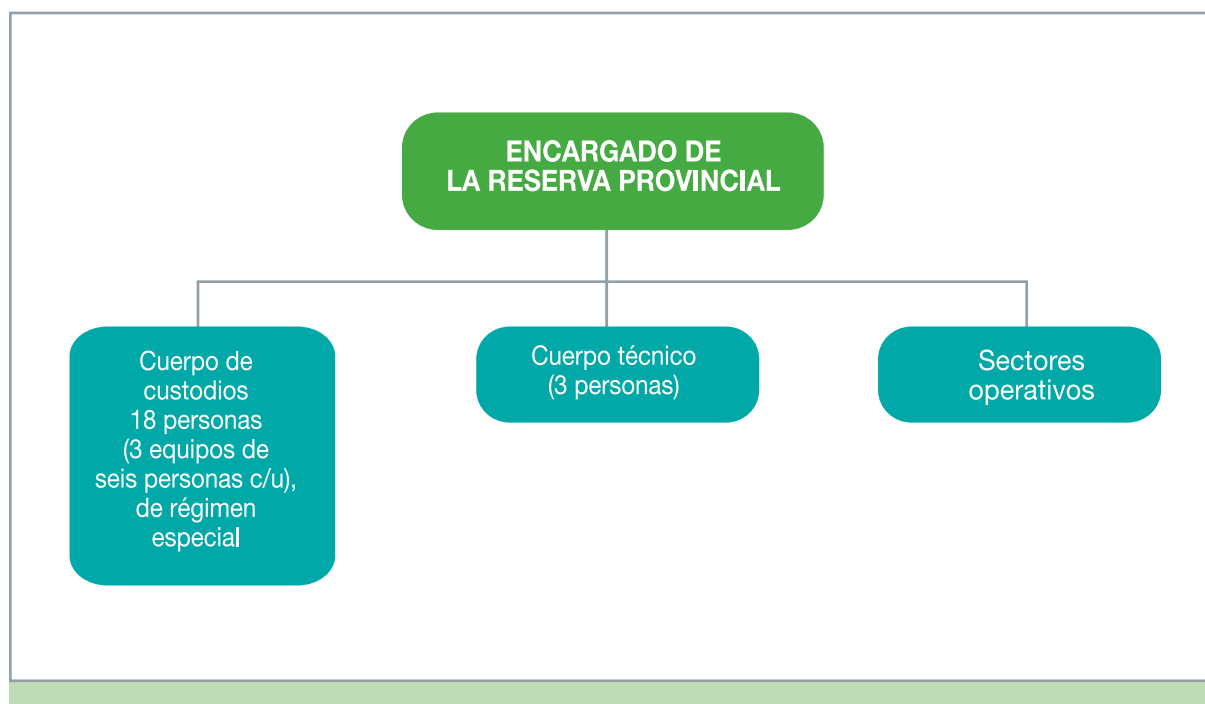 ENCARGADO DE
LA RESERVA PROVINCIAL
Cuerpo de
custodios
18 personas
(3 equipos de
seis personas c/u),
de régimen
especial
Cuerpo técnico
(3 personas)
Sectores
operativos